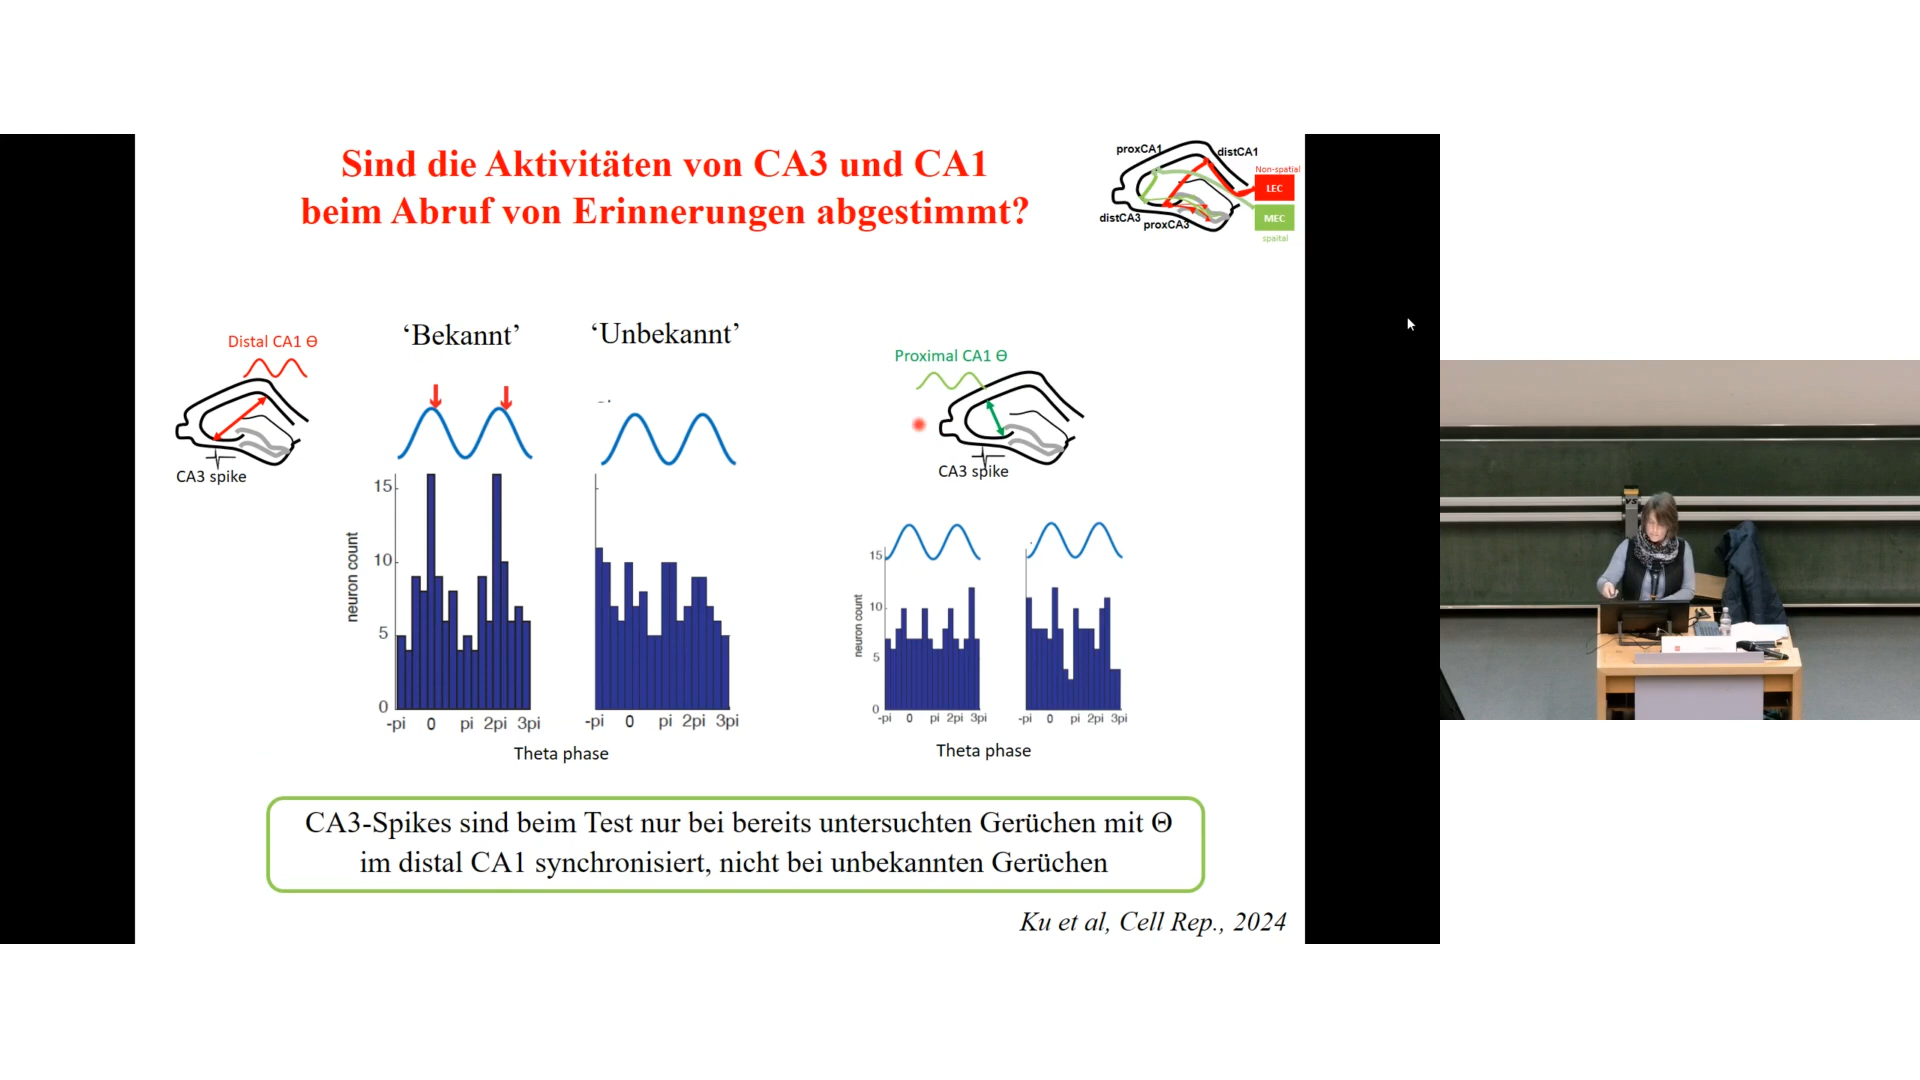 Sind die Aktivitäten von CA3 und CA1
beim Abruf von Erinnerungen abgestimmt?
proxCA1
distCA1
Non-spatial
LEC
MEC
spaital
distCA3
proxCA3
Distal CA1 Θ
CA3 spike
‘Bekannt’
‘Unbekannt’
neuron count
15
10
5
0
-pi 0 pi 2pi 3pi
-pi 0 pi 2pi 3pi
Theta phase
Proximal CA1 Θ
CA3 spike
neuron count
15
10
5
0
-pi 0 pi 2pi 3pi
-pi 0 pi 2pi 3pi
Theta phase
CA3-Spikes sind beim Test nur bei bereits untersuchten Gerüchen mit Θ
im distal CA1 synchronisiert, nicht bei unbekannten Gerüchen
Ku et al, Cell Rep., 2024